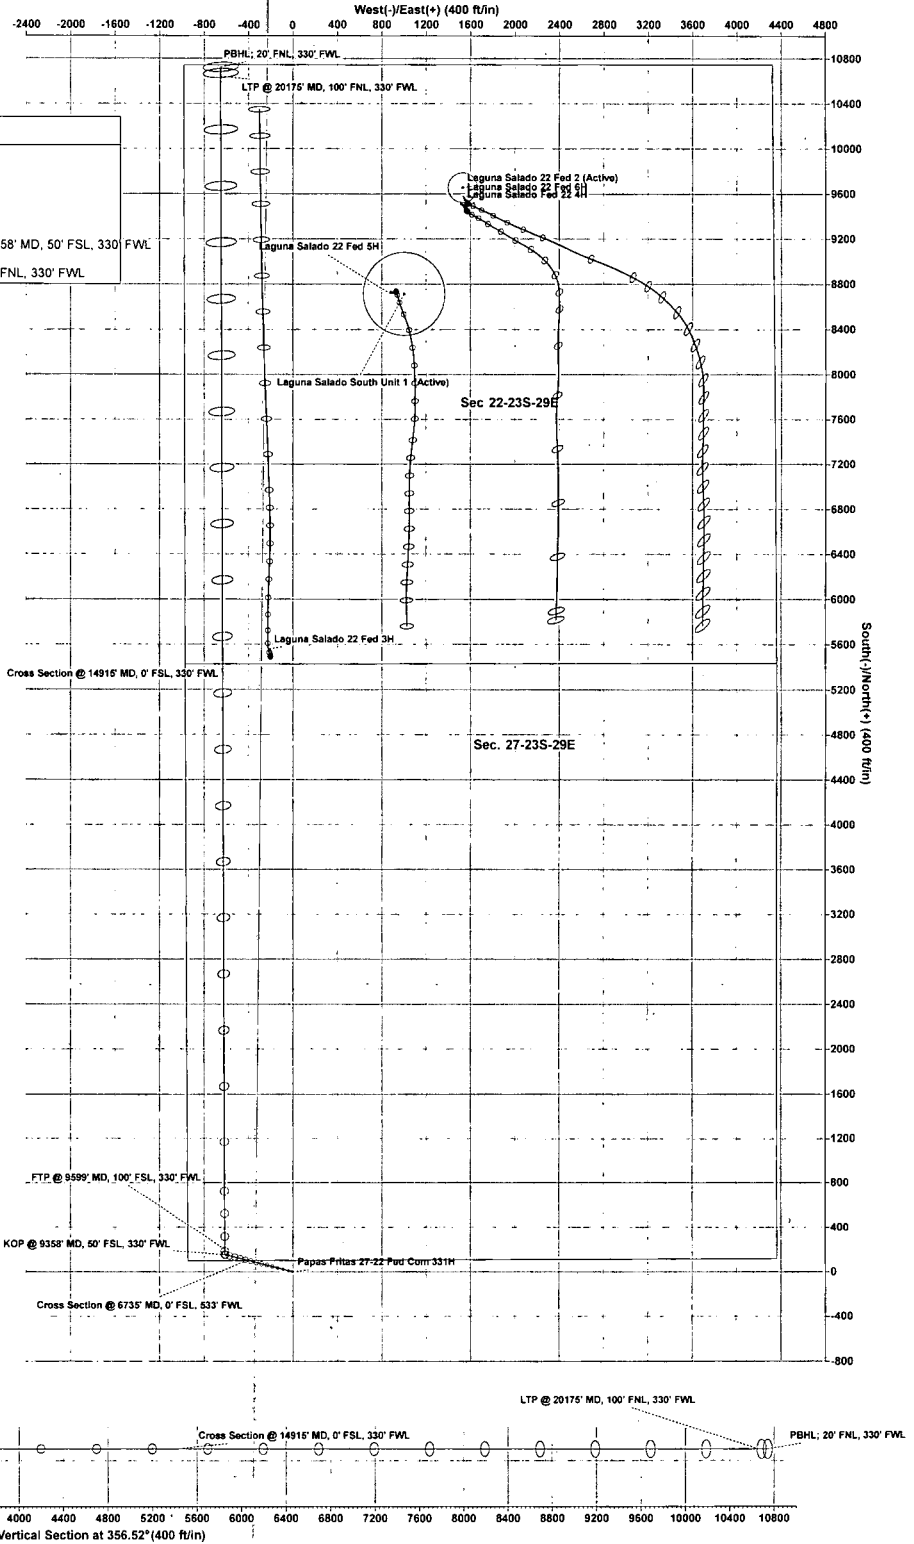 West(-)/East(+) (400 ft/in)
-2400 -2000 -1600 -1200 -800 -400 0 400 800 1200 1600 2000 2400 2800 3200 3600 4000 4400 4800
PBHL; 20' FNL, 330' FWL
LTP @ 20175' MD, 100' FNL, 330' FWL
10800
10400
10000
9600
9200
8800
8400
8000
7600
7200
6800
6400
6000
5600
5200
4800
4400
4000
3600
3200
2800
2400
2000
1600
1200
800
400
0
-400
-800
South(-)/North(+) (400 ft/in)
Laguna Salado 22 Fed 2 (Active)
Laguna Salado 22 Fed 6H
Laguna Salado Fed 22 4H
58' MD, 50' FSL, 330' FWL
Laguna Salado 22 Fed 5H
FNL, 330' FWL
Laguna Salado South Unit 1 (Active)
Sec 22-23S-29E
Laguna Salado 22 Fed 3H
Cross Section @ 14915' MD, 0' FSL, 330' FWL
Sec. 27-23S-29E
FTP @ 9599' MD, 100' FSL, 330' FWL
KOP @ 9358' MD, 50' FSL, 330' FWL
Papas Fritas 27-22 Fed Com 331H
Cross Section @ 6735' MD, 0' FSL, 533' FWL
LTP @ 20175' MD, 100' FNL, 330' FWL
Cross Section @ 14915' MD, 0' FSL, 330' FWL
PBHL; 20' FNL, 330' FWL
4000 4400 4800 5200 5600 6000 6400 6800 7200 7600 8000 8400 8800 9200 9600 10000 10400 10800
Vertical Section at 356.52° (400 ft/in)